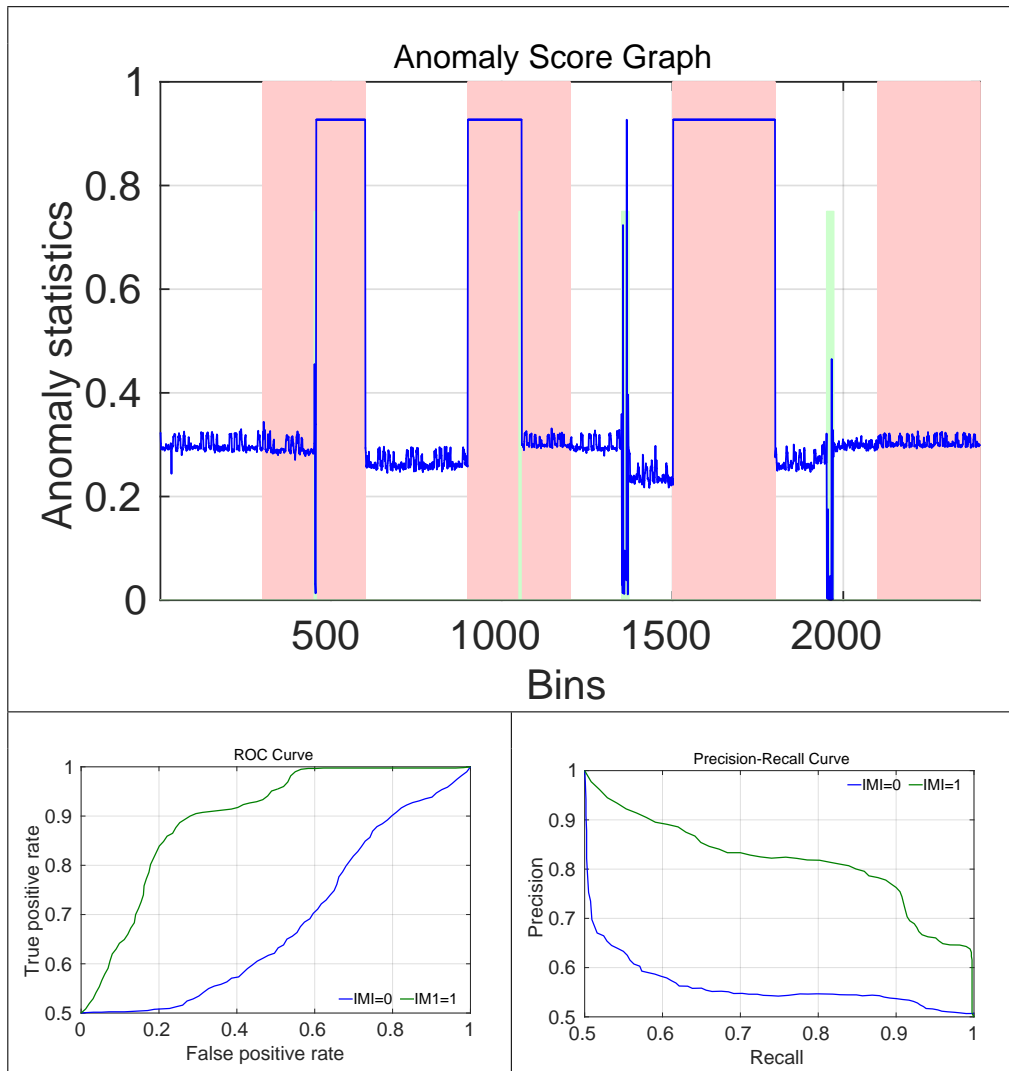 Anomaly Score Graph
1
0.8
0.6
0.4
0.2
0
Anomaly statistics
500
1000
1500
2000
Bins
ROC Curve
1
0.9
0.8
0.7
0.6
0.5
True positive rate
IMI=0
IM1=1
0
0.2
0.4
0.6
0.8
1
False positive rate
Precision-Recall Curve
IMI=0
IMI=1
1
0.9
0.8
0.7
0.6
0.5
Precision
0.5
0.6
0.7
0.8
0.9
1
Recall